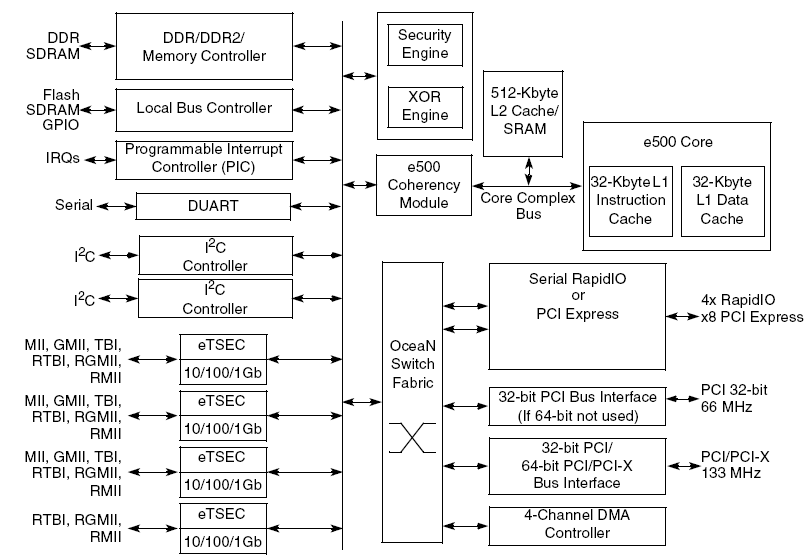 DDR
SDRAM
DDR/DDR2/
Memory Controller
Flash
SDRAM
GPIO
Local Bus Controller
IRQs
Programmable Interrupt
Controller (PIC)
Serial
DUART
I²C
I²C
Controller
I²C
I²C
Controller
MII, GMII, TBI,
RTBI, RGMII,
RMII
eTSEC
10/100/1Gb
MII, GMII, TBI,
RTBI, RGMII,
RMII
eTSEC
10/100/1Gb
MII, GMII, TBI,
RTBI, RGMII,
RMII
eTSEC
10/100/1Gb
RTBI, RGMII,
RMII
eTSEC
10/100/1Gb
Security
Engine
XOR
Engine
e500
Coherency
Module
512-Kbyte
L2 Cache/
SRAM
Core Complex
Bus
e500 Core
32-Kbyte L1
Instruction
Cache
32-Kbyte
L1 Data
Cache
OceaN
Switch
Fabric
Serial RapidIO
or
PCI Express
4x RapidIO
x8 PCI Express
32-bit PCI Bus Interface
(If 64-bit not used)
PCI 32-bit
66 MHz
32-bit PCI/
64-bit PCI/PCI-X
Bus Interface
PCI/PCI-X
133 MHz
4-Channel DMA
Controller